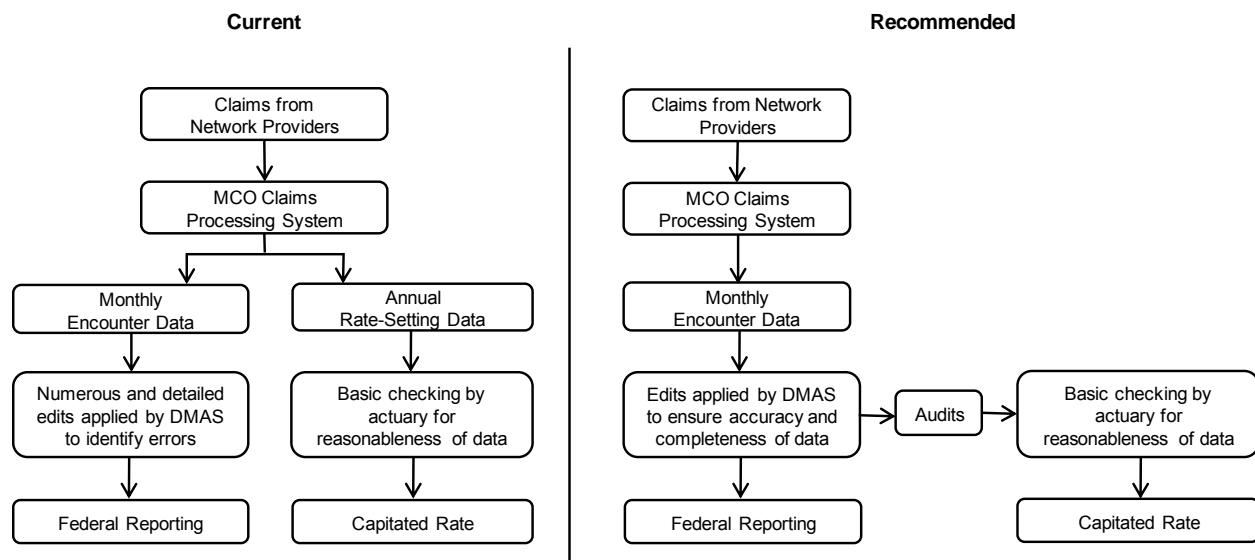 Current
Claims from
Network Providers
MCO Claims
Processing System
Monthly
Encounter Data
Annual
Rate-Setting Data
Numerous and detailed
edits applied by DMAS
to identify errors
Basic checking by
actuary for
reasonableness of data
Federal Reporting
Capitated Rate
Recommended
Claims from Network
Providers
MCO Claims
Processing System
Monthly
Encounter Data
Edits applied by DMAS
to ensure accuracy and
completeness of data
Audits
Basic checking by
actuary for
reasonableness of data
Federal Reporting
Capitated Rate